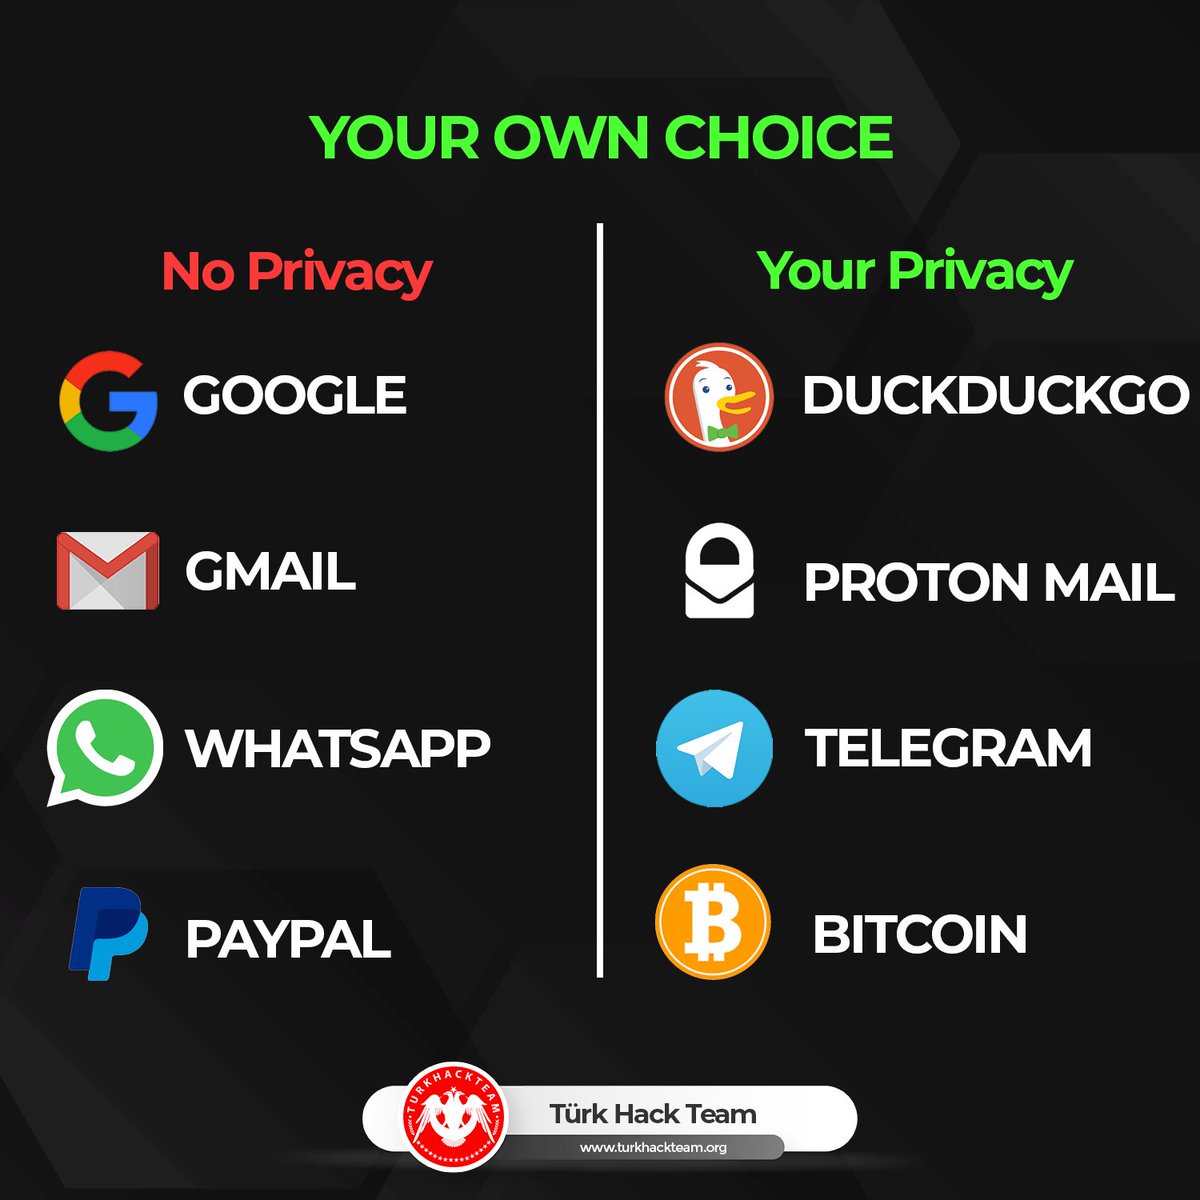 YOUR OWN CHOICE
No Privacy
GOOGLE
GMAIL
WHATSAPP
PAYPAL
Your Privacy
DUCKDUCKGO
PROTON MAIL
TELEGRAM
BITCOIN
TURKHACKTEAM
Türk Hack Team
www.turkhackteam.org